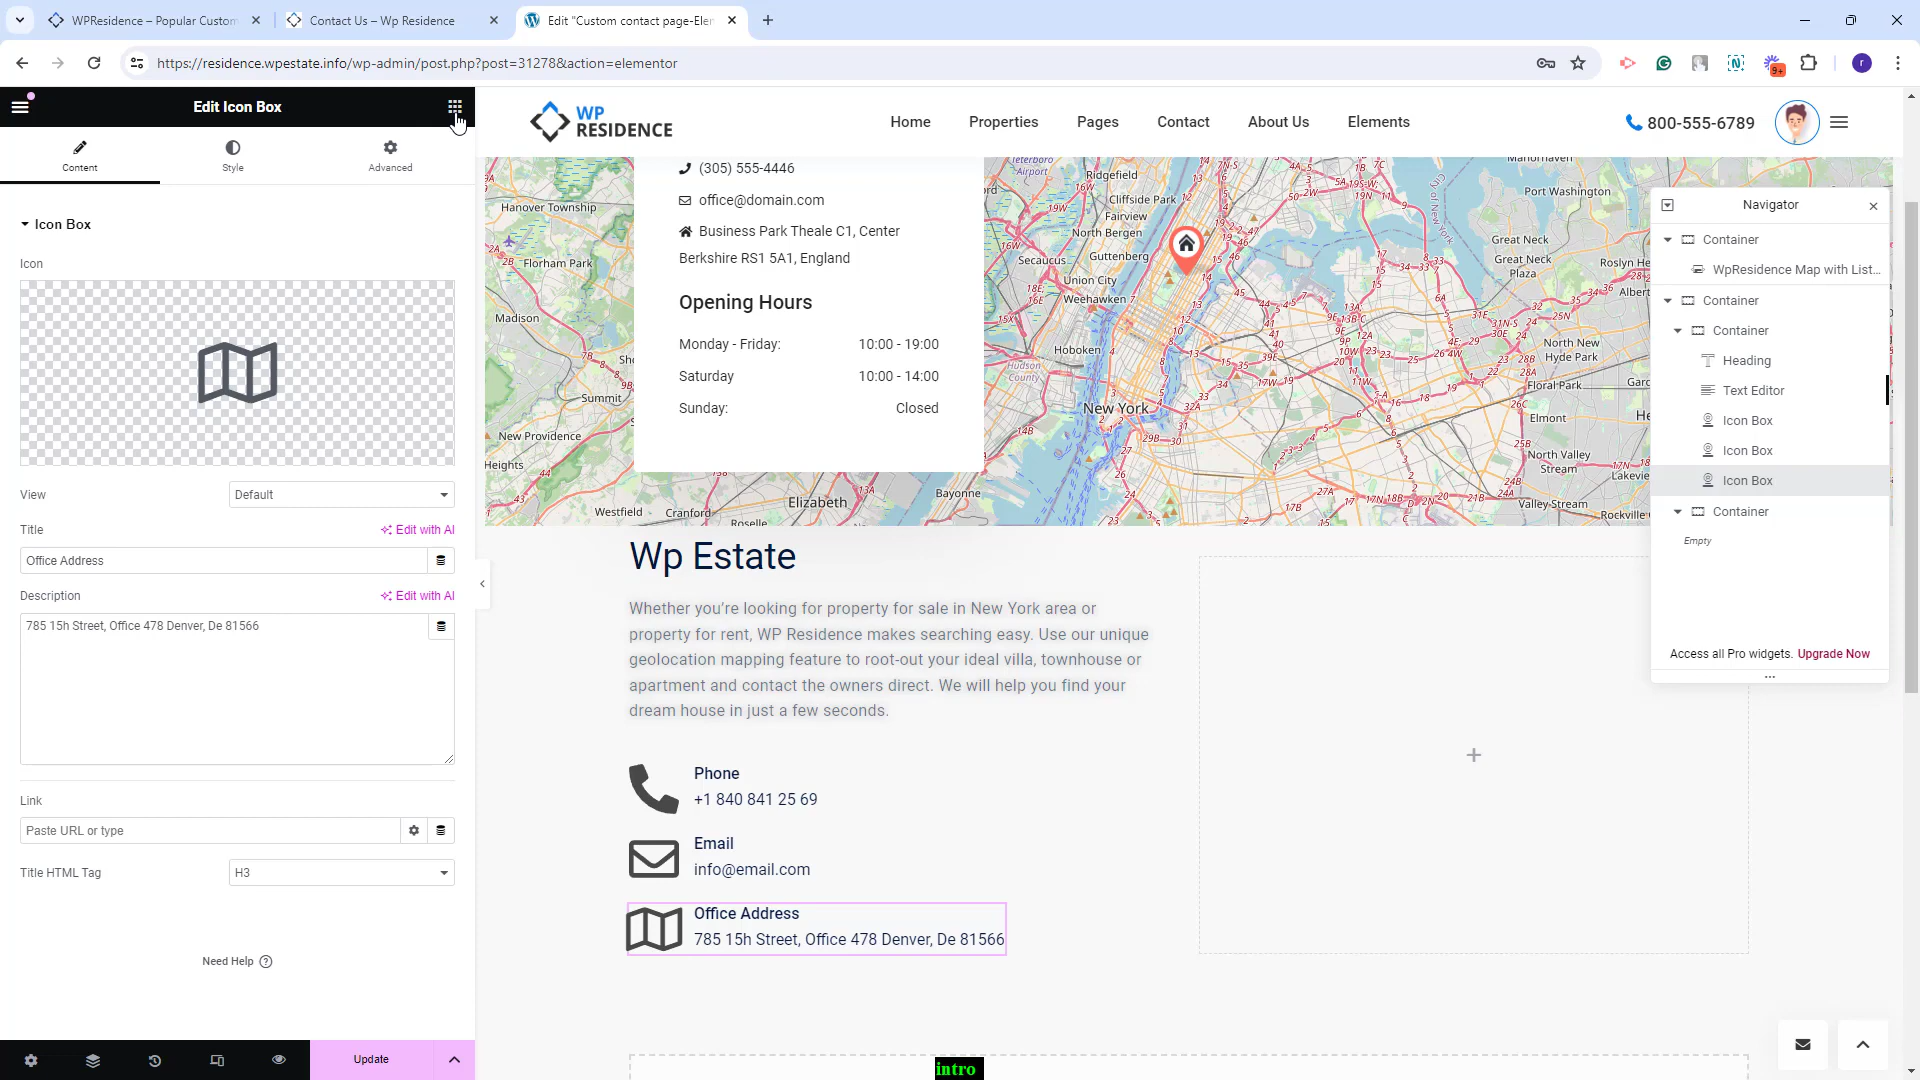 WPResidence – Popular Custom
Contact Us – Wp Residence
Edit "Custom contact page-Elen
https://residence.wpestate.info/wp-admin/post.php?post=31278&action=elementor
9+
r
Edit Icon Box
Content
Style
Advanced
Icon Box
Icon
View
Default
Title
Edit with AI
Office Address
Description
Edit with AI
785 15h Street, Office 478 Denver, De 81566
Link
Paste URL or type
Title HTML Tag
H3
Need Help
Update
WP
RESIDENCE
Home
Properties
Pages
Contact
About Us
Elements
800-555-6789
(305) 555-4446
office@domain.com
Business Park Theale C1, Center
Berkshire RS1 5A1, England
Opening Hours
Monday - Friday:
10:00 - 19:00
Saturday
10:00 - 14:00
Sunday:
Closed
Hanover Township
Florham Park
Madison
Summit
New Providence
Heights
Westfield
Cranford
Roselle
Elizabeth
Bayonne
Ridgefield
Cliffside Park
Fairview
North Bergen
Guttenberg
Secaucus
Union City
Weehawken
Hoboken
New York
Port Washington
Great Neck
Great Neck
Plaza
North New
Hyde Park
Floral Park
Elmont
North Valley
Stream
Valley Stream
Rockville
Navigator
Container
WpResidence Map with List...
Container
Container
Heading
Text Editor
Icon Box
Icon Box
Icon Box
Container
Empty
Access all Pro widgets. Upgrade Now
Wp Estate
Whether you're looking for property for sale in New York area or
property for rent, WP Residence makes searching easy. Use our unique
geolocation mapping feature to root-out your ideal villa, townhouse or
apartment and contact the owners direct. We will help you find your
dream house in just a few seconds.
Phone
+1 840 841 25 69
Email
info@email.com
Office Address
785 15h Street, Office 478 Denver, De 81566
intro